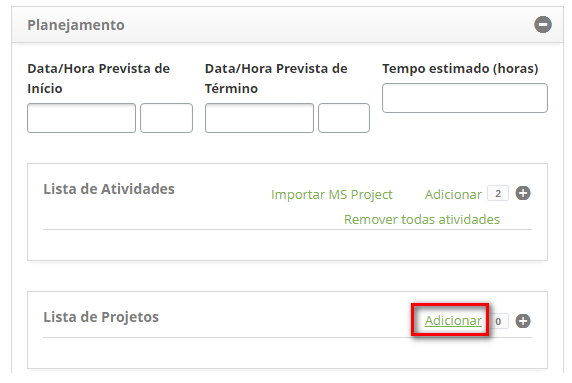 Planejamento
Data/Hora Prevista de Início
Data/Hora Prevista de Término
Tempo estimado (horas)
Lista de Atividades
Importar MS Project
Adicionar 2
Remover todas atividades
Lista de Projetos
Adicionar 0